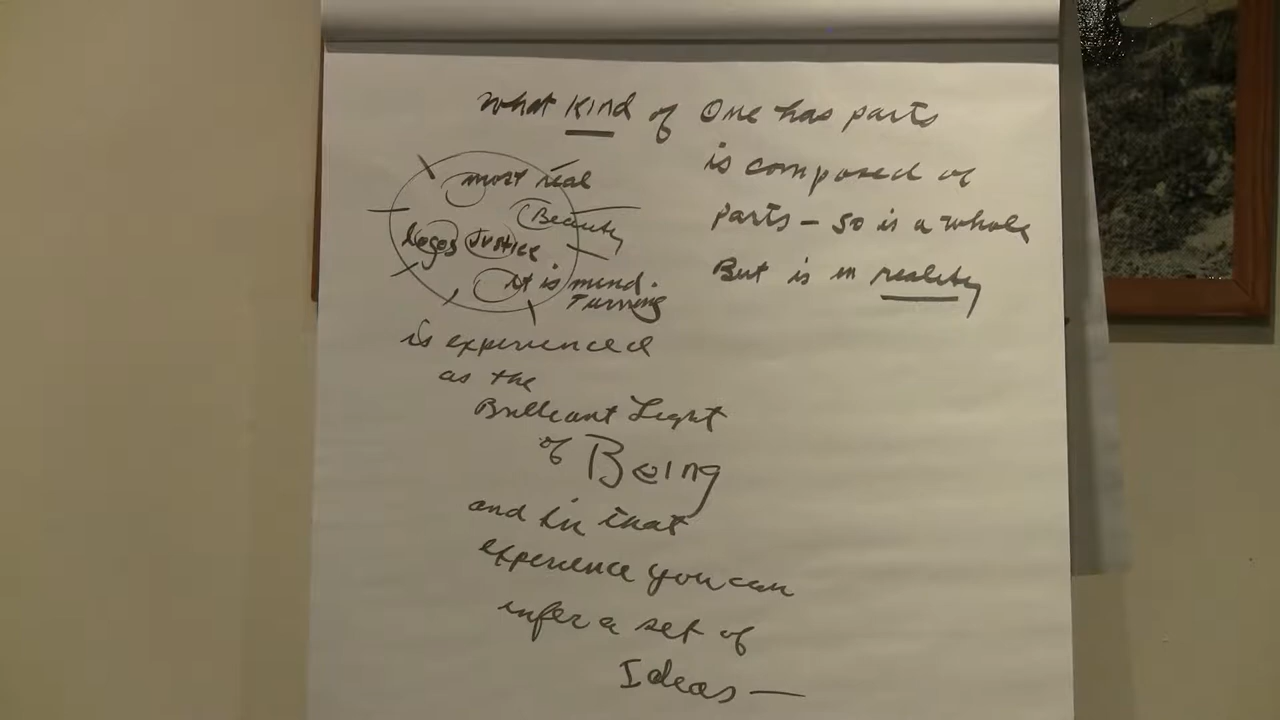 What kind of One has parts
is composed of
parts - so is a whole
But is in reality
most real
Beauty
Logos Justice
it is mind.
Turning
is experienced
as the
Brilleant Light
of Being
and in that
experience you can
infer a set of
Ideas —